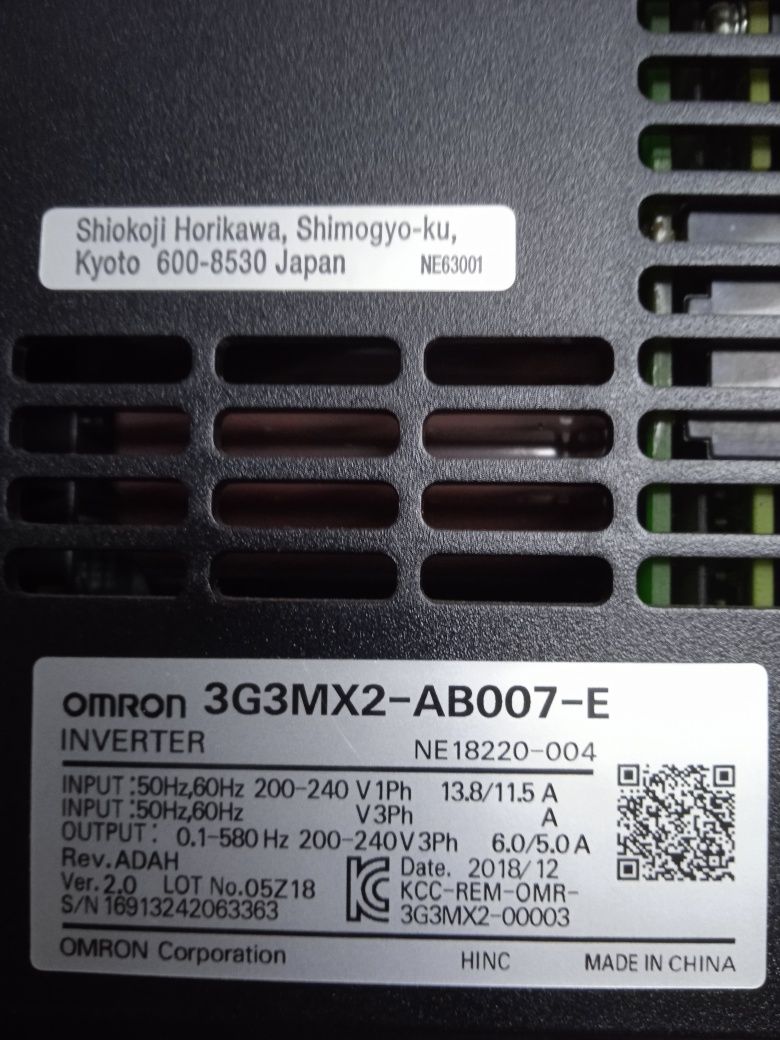 Shiokoji Horikawa, Shimogyo-ku,
Kyoto 600-8530 Japan NE63001
OMRON 3G3MX2-AB007-E
INVERTER NE18220-004
INPUT :50Hz,60Hz 200-240 V 1Ph 13.8/11.5 A
INPUT :50Hz,60Hz V 3Ph A
OUTPUT : 0.1-580 Hz 200-240 V 3Ph 6.0/5.0 A
Rev.ADAH Date. 2018/12
Ver.2.0 LOT No.05Z18 KCC-REM-OMR-
S/N 16913242063363 3G3MX2-00003
OMRON Corporation HINC MADE IN CHINA